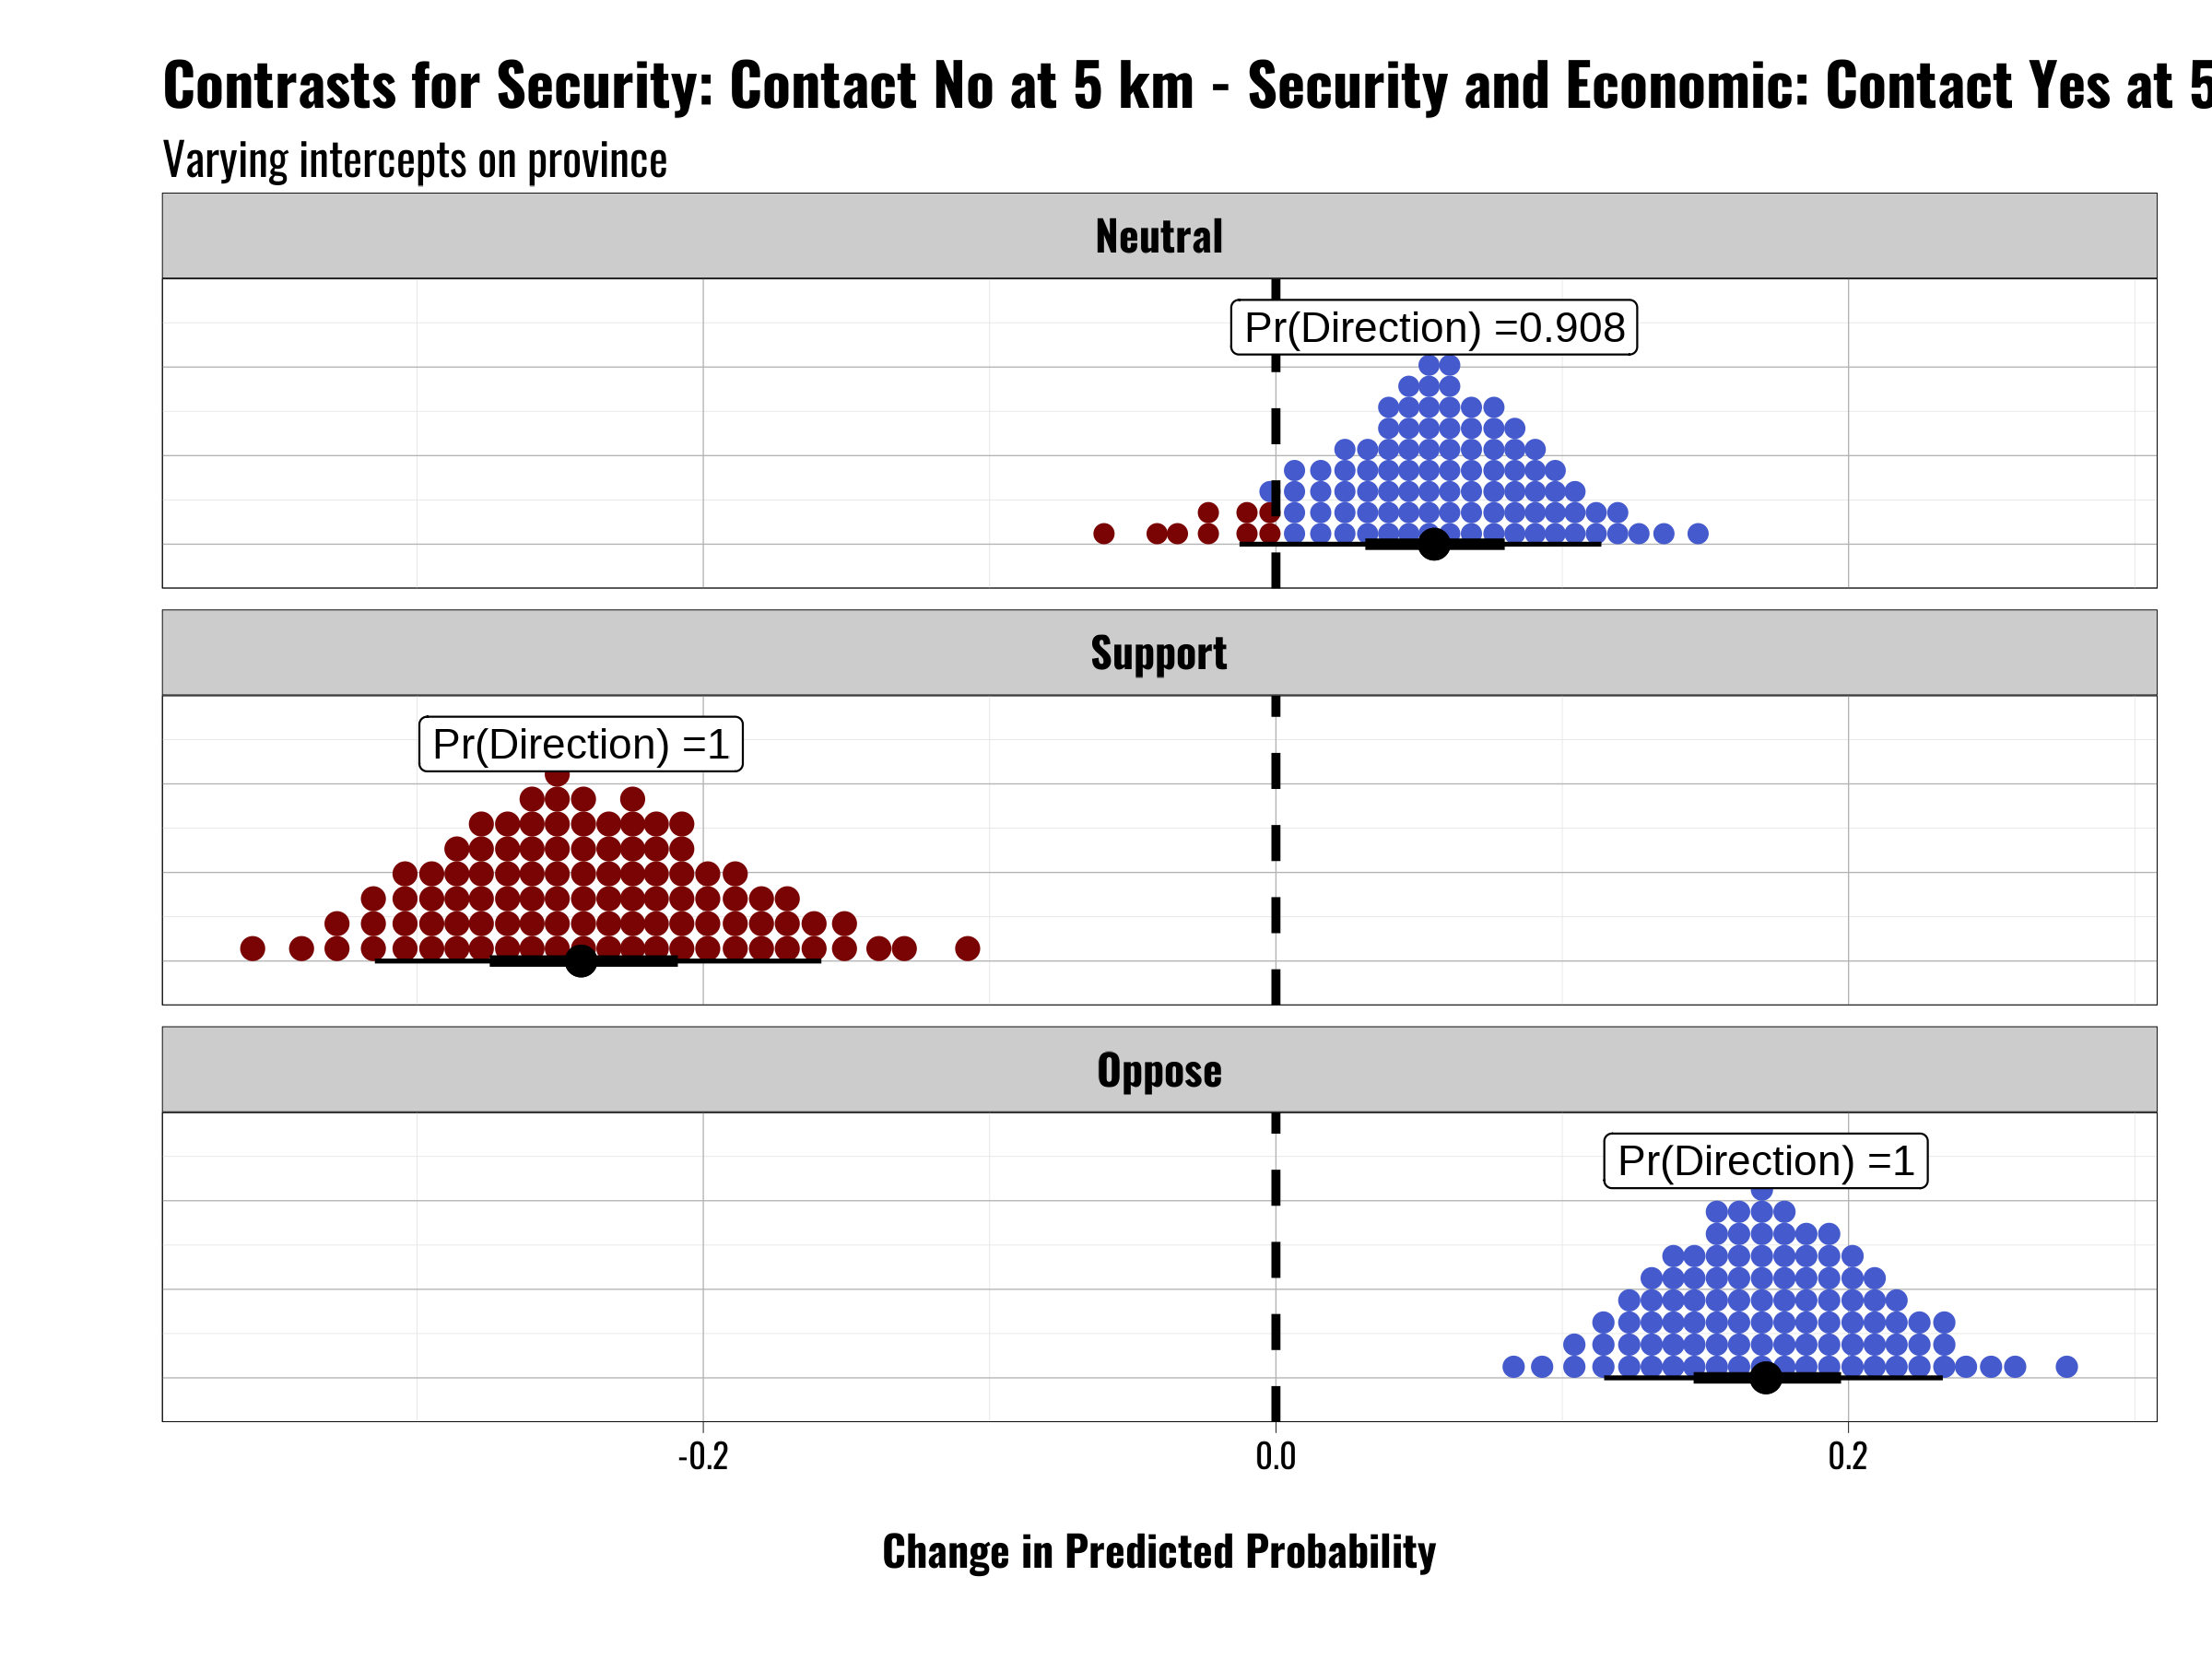 Contrasts for Security: Contact No at 5 km - Security and Economic: Contact Yes at 5
Varying intercepts on province
Neutral
Pr(Direction) =0.908
Support
Pr(Direction) =1
Oppose
Pr(Direction) =1
-0.2 0.0 0.2
Change in Predicted Probability